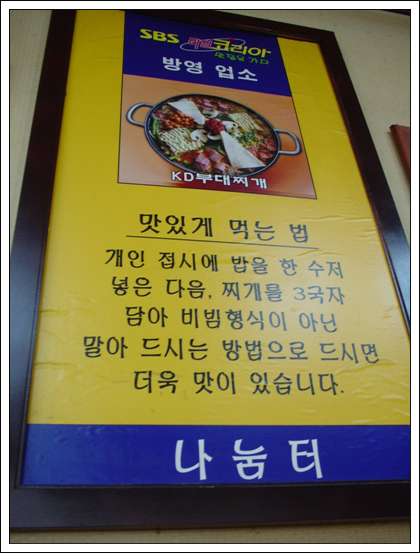 SBS 리얼코리아
방영 업소
KD부대찌개
맛있게 먹는 법
개인 접시에 밥을 한 수저
넣은 다음, 찌개를 3국자
담아 비빔형식이 아닌
말아 드시는 방법으로 드시면
더욱 맛이 있습니다.
나눔터